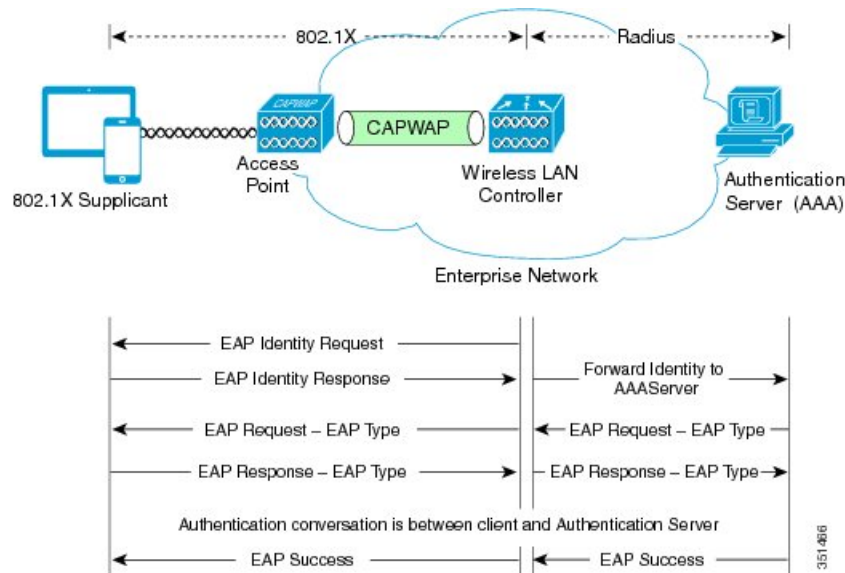 802.1X
Radius
CAPWAP
CAPWAP
Access
Point
Wireless LAN
Controller
802.1X Supplicant
Authentication
Server (AAA)
Enterprise Network
EAP Identity Request
EAP Identity Response
Forward Identity to
AAAServer
EAP Request – EAP Type
EAP Request – EAP Type
EAP Response – EAP Type
EAP Response – EAP Type
Authentication conversation is between client and Authentication Server
EAP Success
EAP Success
351466